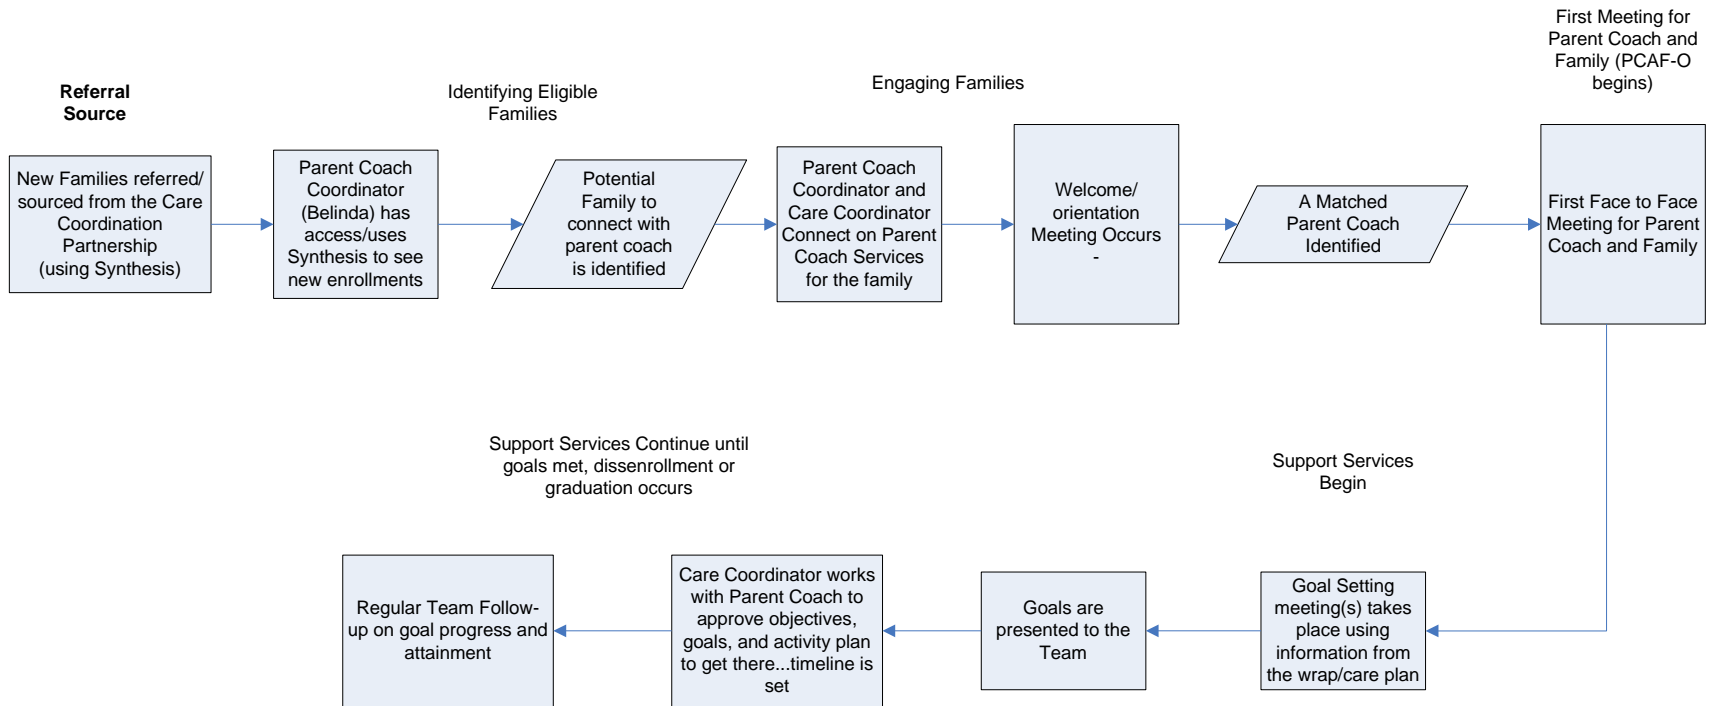 Referral
Source
Identifying Eligible
Families
Engaging Families
First Meeting for
Parent Coach and
Family (PCAF-O
begins)
New Families referred/
sourced from the Care
Coordination
Partnership
(using Synthesis)
Parent Coach
Coordinator
(Belinda) has
access/uses
Synthesis to see
new enrollments
Potential
Family to
connect with
parent coach
is identified
Parent Coach
Coordinator and
Care Coordinator
Connect on Parent
Coach Services
for the family
Welcome/
orientation
Meeting Occurs
-
A Matched
Parent Coach
Identified
First Face to Face
Meeting for Parent
Coach and Family
Support Services Continue until
goals met, dissenrollment or
graduation occurs
Support Services
Begin
Regular Team Follow-
up on goal progress and
attainment
Care Coordinator works
with Parent Coach to
approve objectives,
goals, and activity plan
to get there...timeline is
set
Goals are
presented to the
Team
Goal Setting
meeting(s) takes
place using
information from
the wrap/care plan